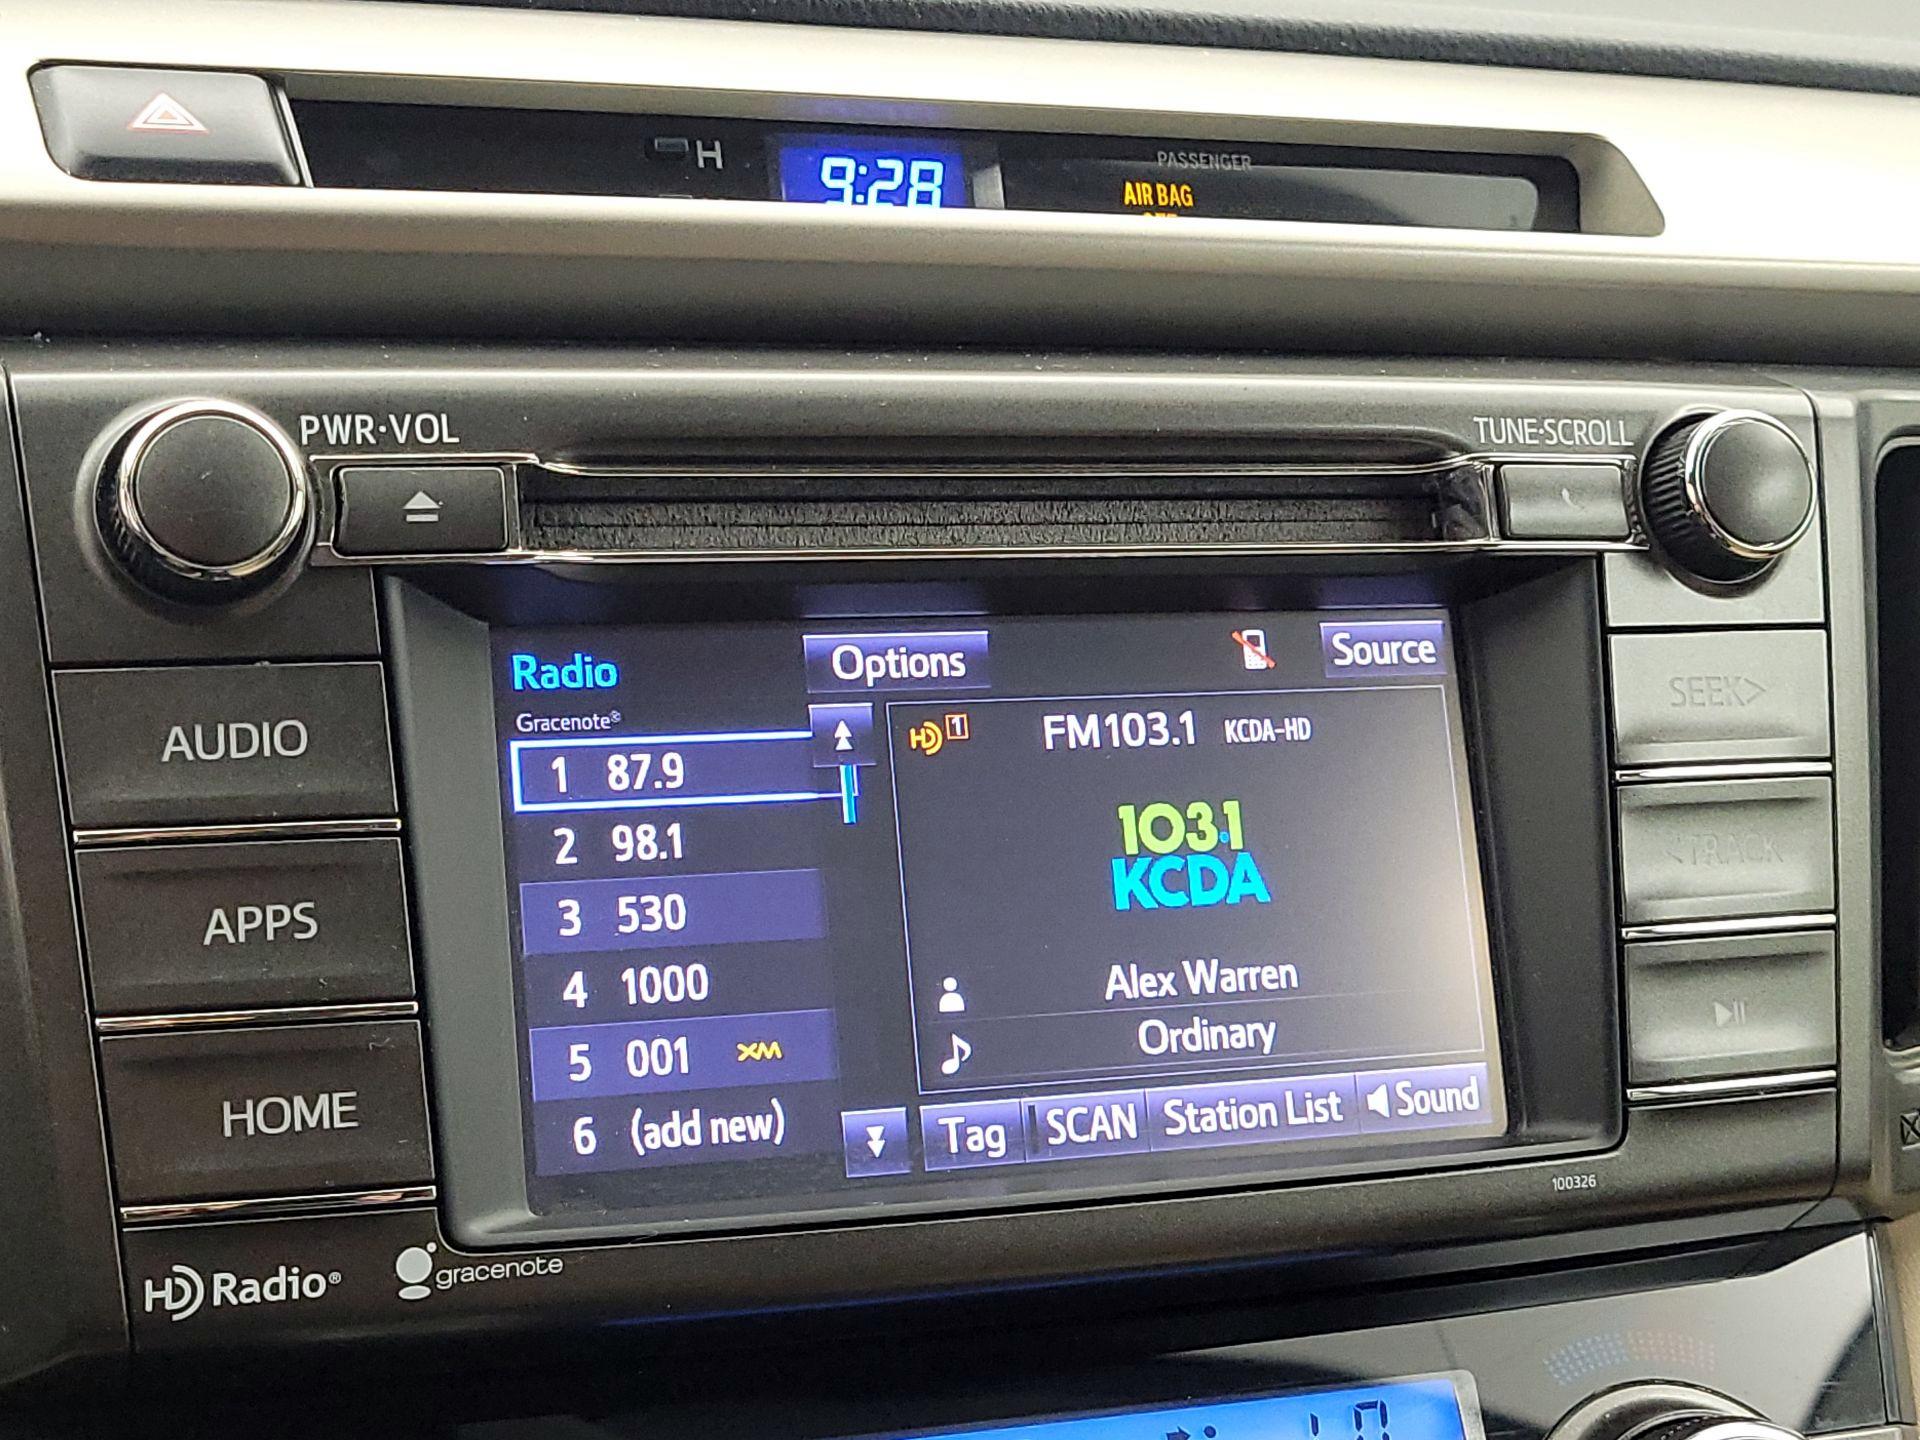 H
9:28
PASSENGER
AIR BAG
PWR·VOL
TUNE·SCROLL
Radio
Options
Source
Gracenote®
HD 1
FM103.1 KCDA-HD
1 87.9
2 98.1
3 530
4 1000
5 001 XM
6 (add new)
103.1
KCDA
Alex Warren
Ordinary
Tag
SCAN
Station List
Sound
AUDIO
APPS
HOME
SEEK>
<TRACK
100326
HD Radio®
gracenote